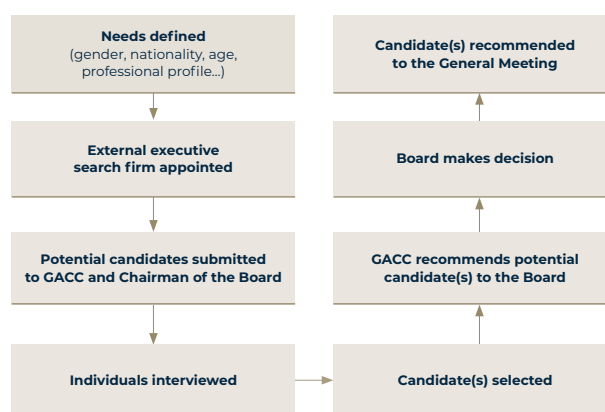 Needs defined
(gender, nationality, age,
professional profile...)
External executive
search firm appointed
Potential candidates submitted
to GACC and Chairman of the Board
Individuals interviewed
Candidate(s) selected
GACC recommends potential
candidate(s) to the Board
Board makes decision
Candidate(s) recommended
to the General Meeting